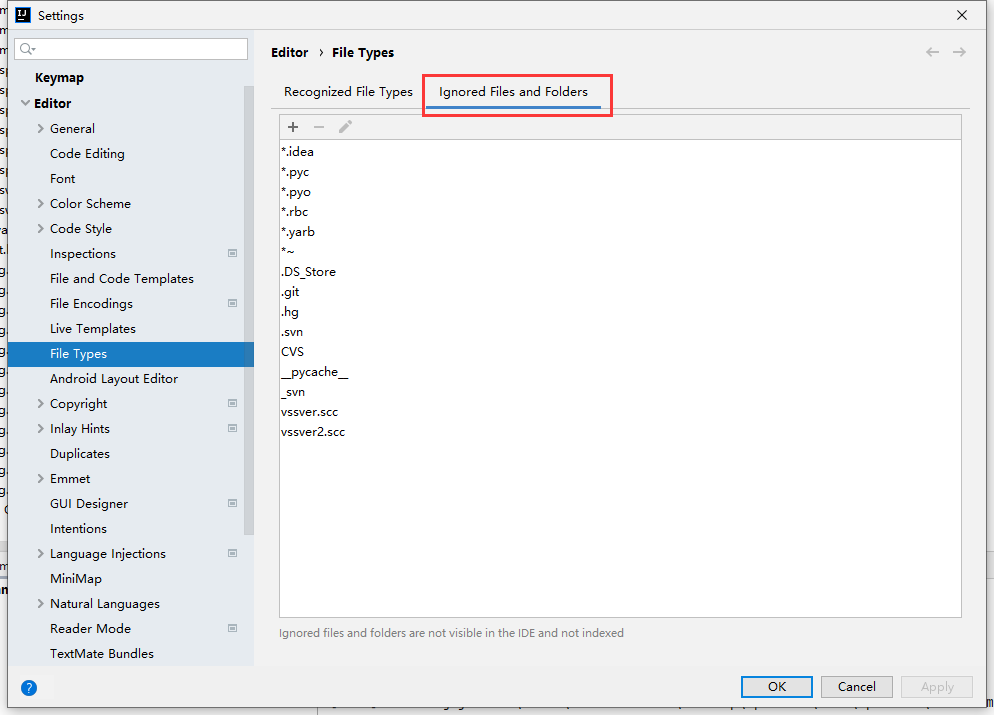 Settings
Editor › File Types
Keymap
Editor
General
Code Editing
Font
Color Scheme
Code Style
Inspections
File and Code Templates
File Encodings
Live Templates
File Types
Android Layout Editor
Copyright
Inlay Hints
Duplicates
Emmet
GUI Designer
Intentions
Language Injections
MiniMap
Natural Languages
Reader Mode
TextMate Bundles
Recognized File Types
Ignored Files and Folders
*.idea
*.pyc
*.pyo
*.rbc
*.yarb
*~
.DS_Store
.git
.hg
.svn
CVS
__pycache__
_svn
vssver.scc
vssver2.scc
Ignored files and folders are not visible in the IDE and not indexed
?
OK
Cancel
Apply